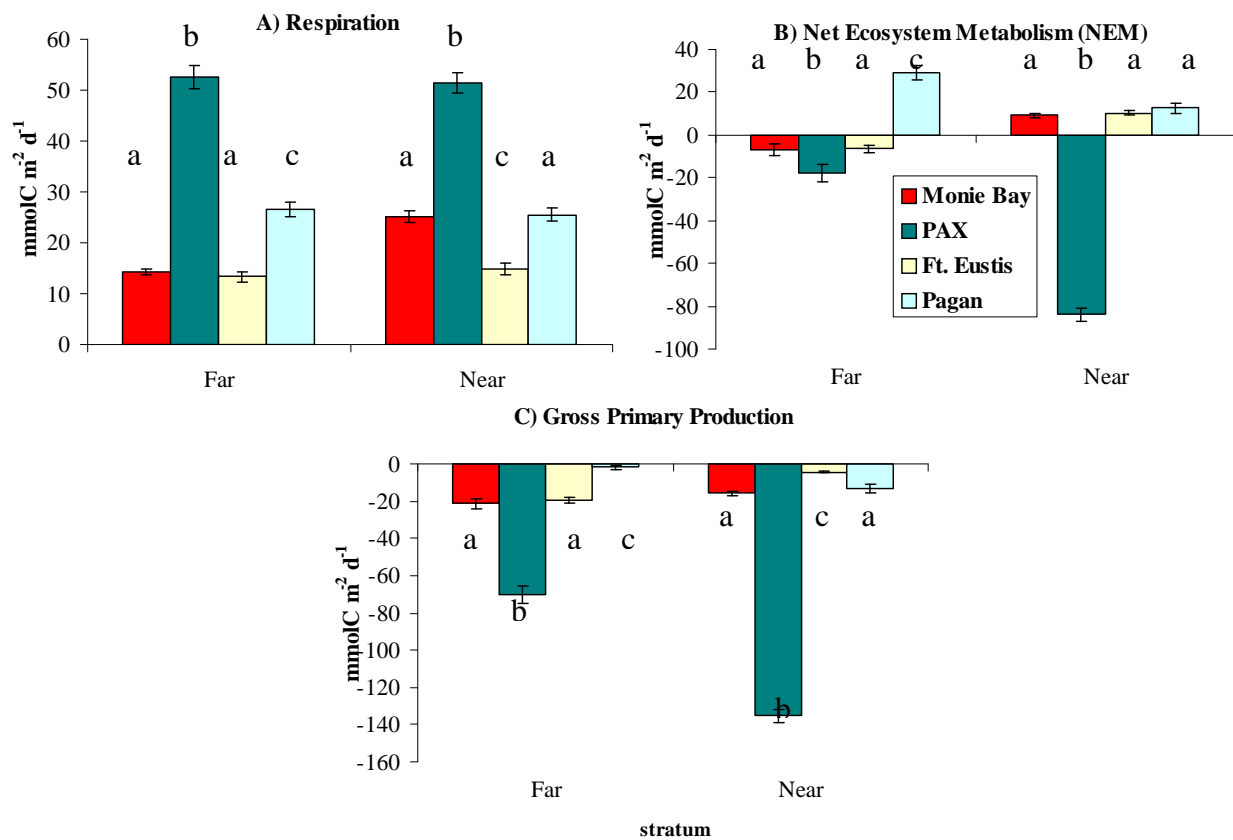 A) Respiration
60
50
40
30
20
10
0
mmolC m-2 d-1
a
b
a
c
a
b
c
a
Far
Near
B) Net Ecosystem Metabolism (NEM)
40
20
0
-20
-40
-60
-80
-100
mmolC m-2 d-1
a
b
a
c
a
b
a
a
Monie Bay
PAX
Ft. Eustis
Pagan
Far
Near
C) Gross Primary Production
0
-20
-40
-60
-80
-100
-120
-140
-160
mmolC m-2 d-1
a
b
a
c
a
b
c
a
Far
Near
stratum